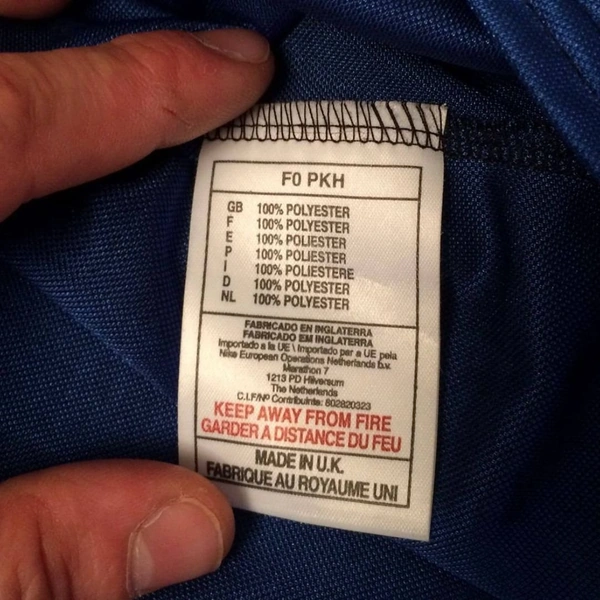 F0 PKH
GB 100% POLYESTER
F 100% POLYESTER
E 100% POLIESTER
P 100% POLIESTER
I 100% POLIESTERE
D 100% POLYESTER
NL 100% POLYESTER
FABRICADO EN INGLATERRA
FABRICADO EM INGLATERRA
Importado a la UE \ Importado par a UE pela
Nike European Operations Netherlands b.v.
Marathon 7
1213 PD Hilversum
The Netherlands
C.I.F/Nº Contribuinte: 802820323
KEEP AWAY FROM FIRE
GARDER A DISTANCE DU FEU
MADE IN U.K.
FABRIQUE AU ROYAUME UNI